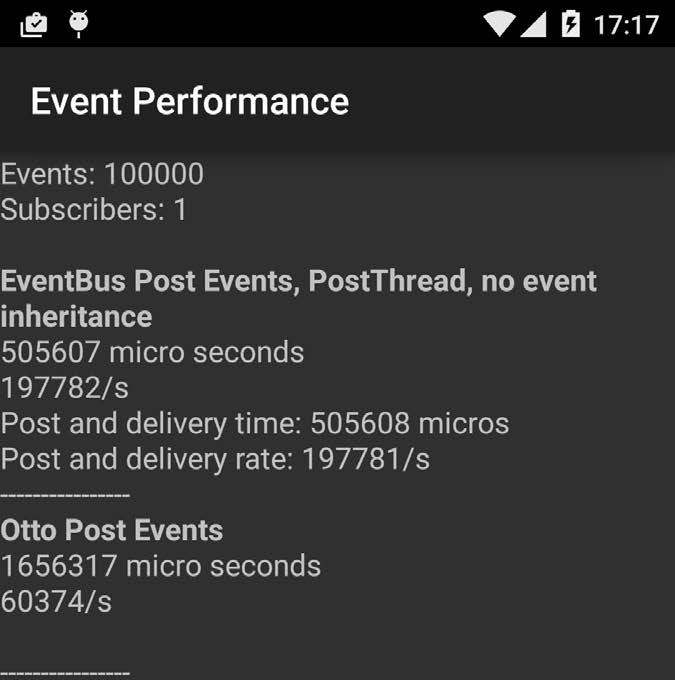 17:17
Event Performance
Events: 100000
Subscribers: 1
EventBus Post Events, PostThread, no event
inheritance
505607 micro seconds
197782/s
Post and delivery time: 505608 micros
Post and delivery rate: 197781/s
----------------
Otto Post Events
1656317 micro seconds
60374/s
----------------